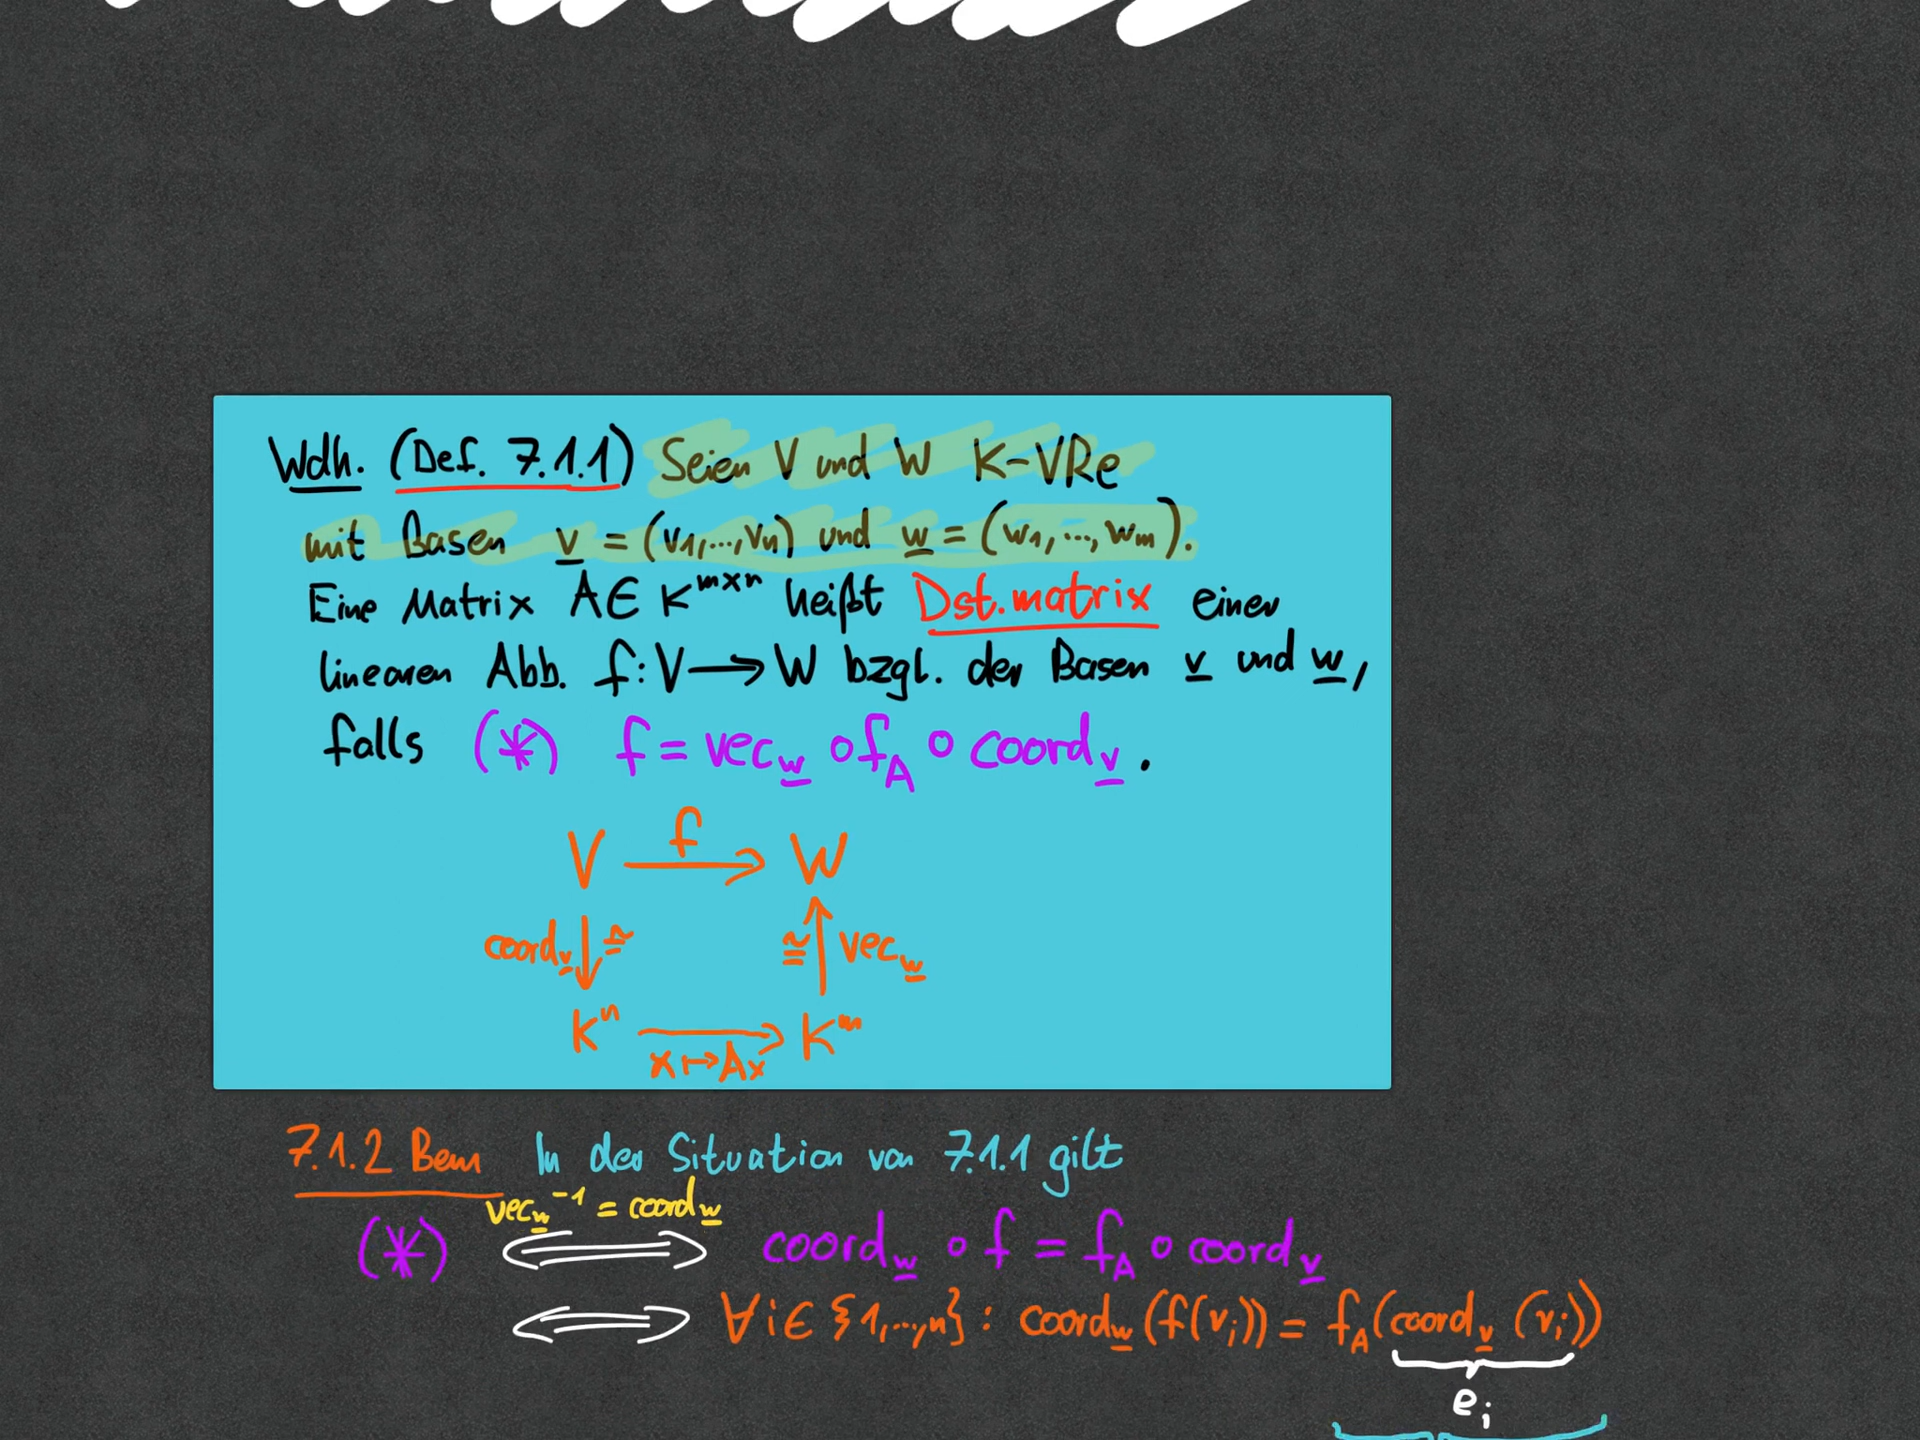 Wdh. (Def. 7.1.1) Seien V und W K-VRe
mit Basen v = (v₁,...,vₙ) und w = (w₁,...,wₘ).
Eine Matrix A ∈ K^{m×n} heißt Dst.matrix einer
linearen Abb. f: V → W bzgl. der Basen v und w,
falls (*) f = vec_w ∘ f_A ∘ coord_v.
V f W
coord_v ≅ ≅ vec_w
Kⁿ x ↦ Ax Kᵐ
7.1.2 Bem In der Situation von 7.1.1 gilt
vec_w⁻¹ = coord_w
(*) ⟺ coord_w ∘ f = f_A ∘ coord_v
⟺ ∀ i ∈ {1,...,n} : coord_w (f(v_i)) = f_A (coord_v (v_i))
e_i